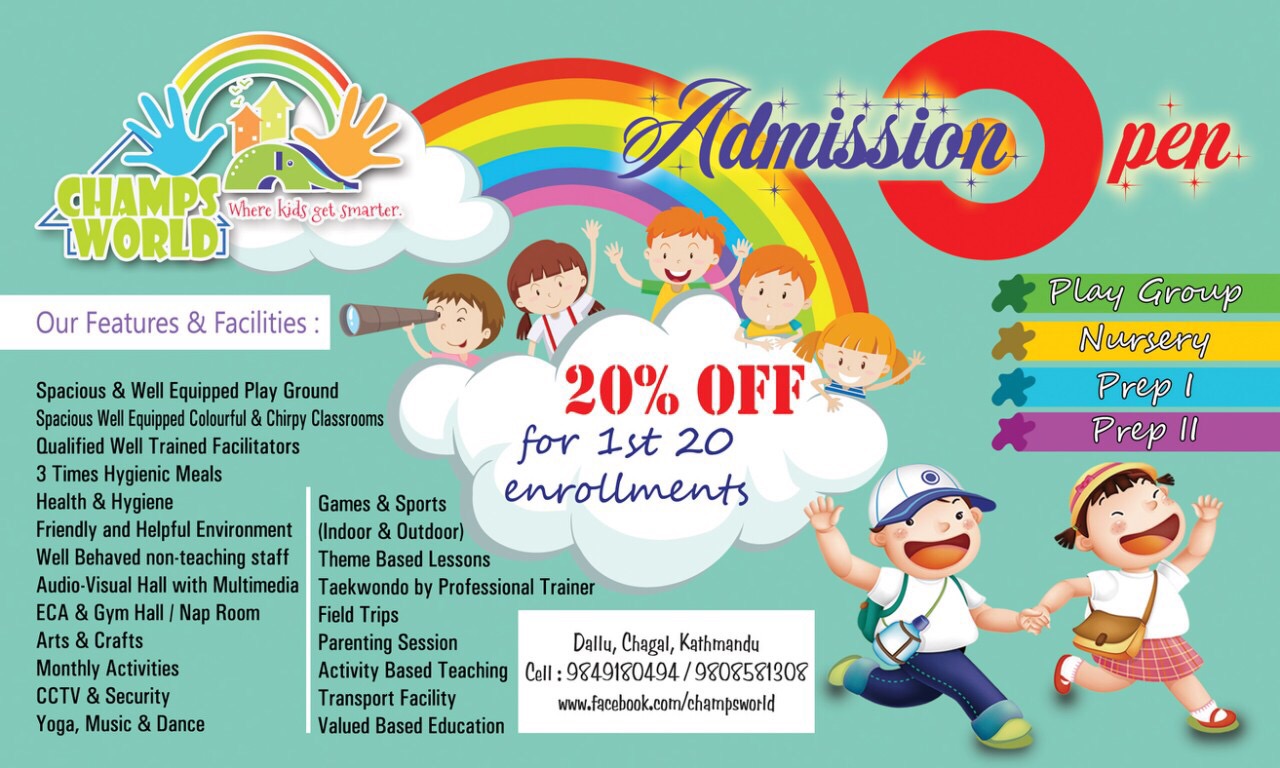 CHAMPS
WORLD
Where kids get smarter.
Admission Open
Play Group
Nursery
Prep I
Prep II
Our Features & Facilities :
Spacious & Well Equipped Play Ground
Spacious Well Equipped Colourful & Chirpy Classrooms
Qualified Well Trained Facilitators
3 Times Hygienic Meals
Health & Hygiene
Friendly and Helpful Environment
Well Behaved non-teaching staff
Audio-Visual Hall with Multimedia
ECA & Gym Hall / Nap Room
Arts & Crafts
Monthly Activities
CCTV & Security
Yoga, Music & Dance
Games & Sports
(Indoor & Outdoor)
Theme Based Lessons
Taekwondo by Professional Trainer
Field Trips
Parenting Session
Activity Based Teaching
Transport Facility
Valued Based Education
20% OFF
for 1st 20
enrollments
Dallu, Chagal, Kathmandu
Cell : 9849180494 / 9808581308
www.facebook.com/champsworld